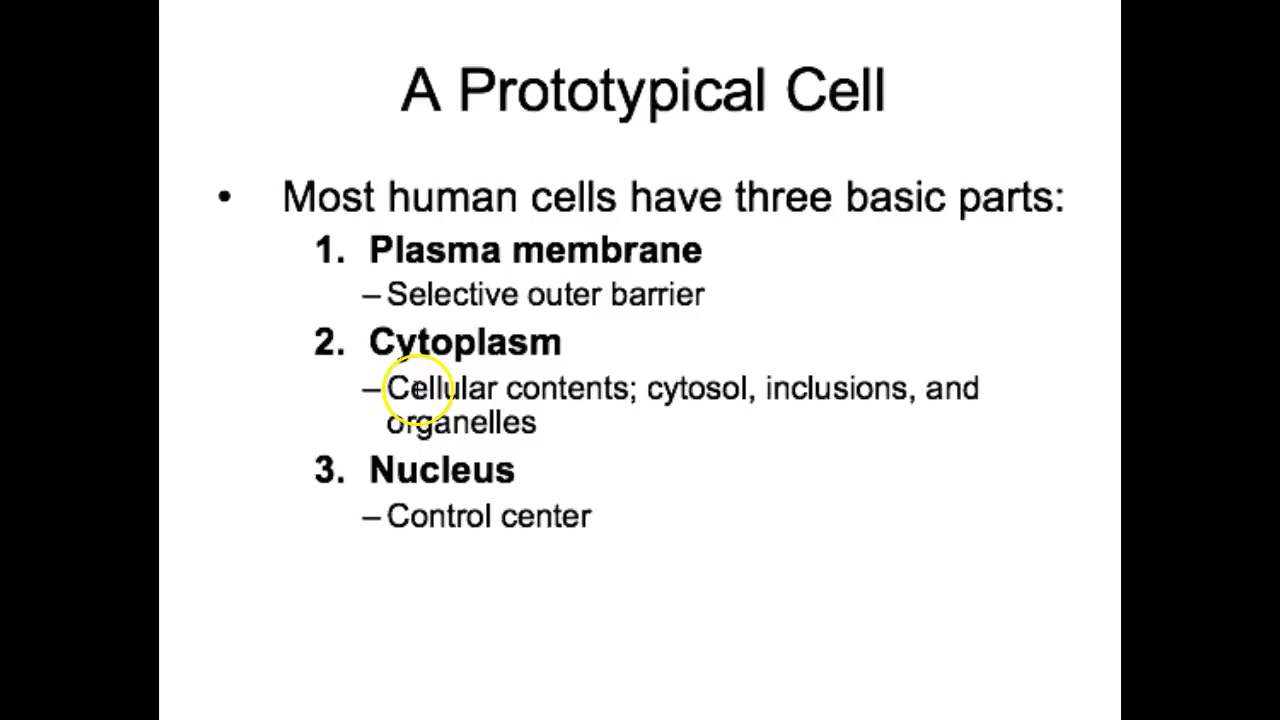 A Prototypical Cell
• Most human cells have three basic parts:
1. Plasma membrane
– Selective outer barrier
2. Cytoplasm
– Cellular contents; cytosol, inclusions, and
organelles
3. Nucleus
– Control center